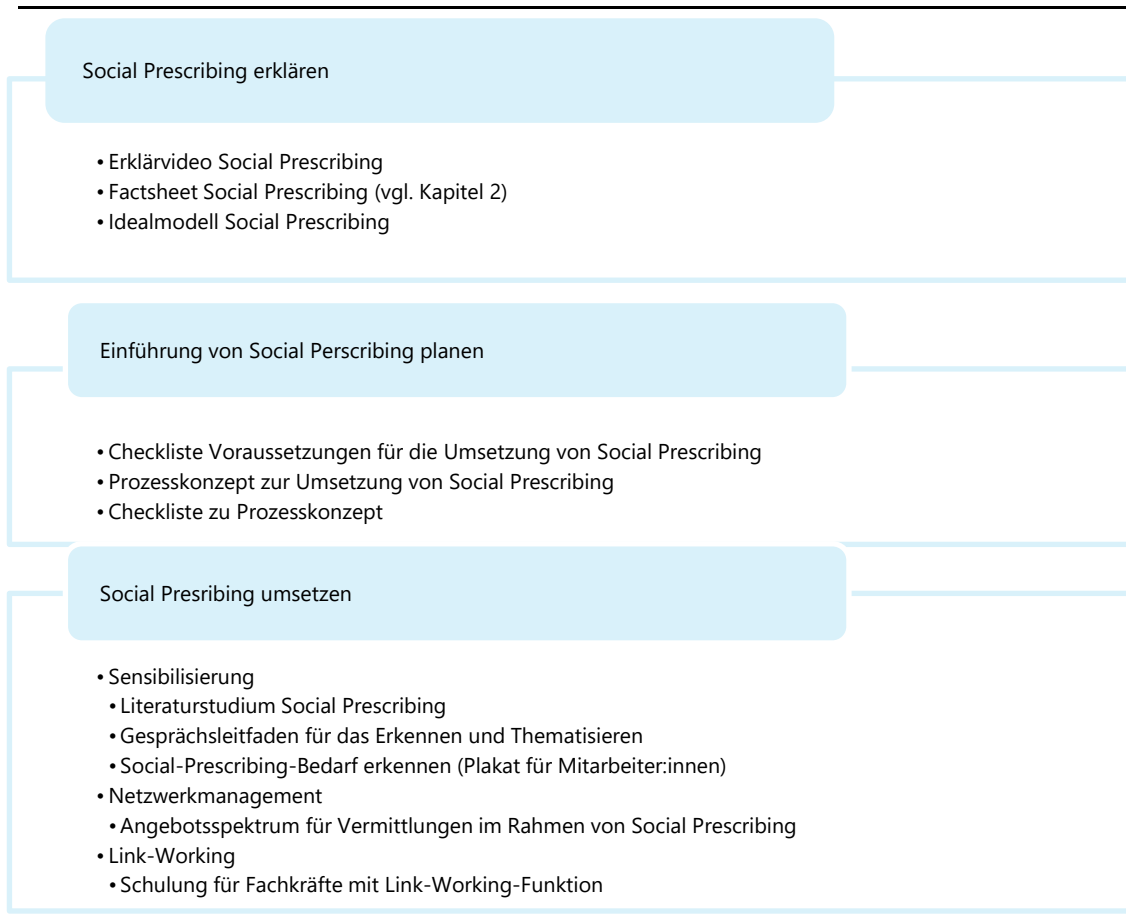 Social Prescribing erklären
• Erklärvideo Social Prescribing
• Factsheet Social Prescribing (vgl. Kapitel 2)
• Idealmodell Social Prescribing
Einführung von Social Perscribing planen
• Checkliste Voraussetzungen für die Umsetzung von Social Prescribing
• Prozesskonzept zur Umsetzung von Social Prescribing
• Checkliste zu Prozesskonzept
Social Presribing umsetzen
• Sensibilisierung
• Literaturstudium Social Prescribing
• Gesprächsleitfaden für das Erkennen und Thematisieren
• Social-Prescribing-Bedarf erkennen (Plakat für Mitarbeiter:innen)
• Netzwerkmanagement
• Angebotsspektrum für Vermittlungen im Rahmen von Social Prescribing
• Link-Working
• Schulung für Fachkräfte mit Link-Working-Funktion